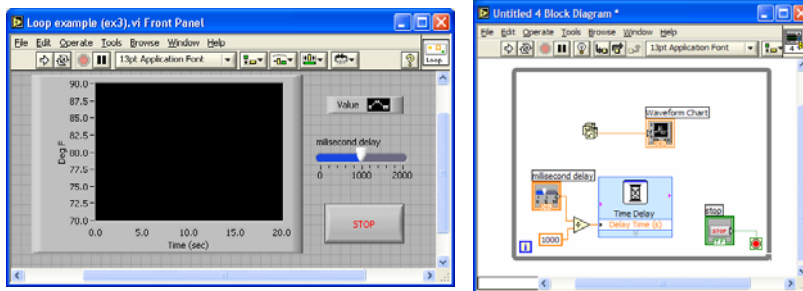 Loop example (ex3).vi Front Panel
File Edit Operate Tools Browse Window Help
13pt Application Font
Loop
90.0
87.5
85.0
82.5
80.0
77.5
75.0
72.5
70.0
Deg F
0.0 5.0 10.0 15.0 20.0
Time (sec)
Value
milisecond delay
0 1000 2000
STOP
Untitled 4 Block Diagram *
File Edit Operate Tools Browse Window Help
13pt Application Font
4
Waveform Chart
milisecond delay
Time Delay
Delay Time (s)
1000
stop
STOP
i